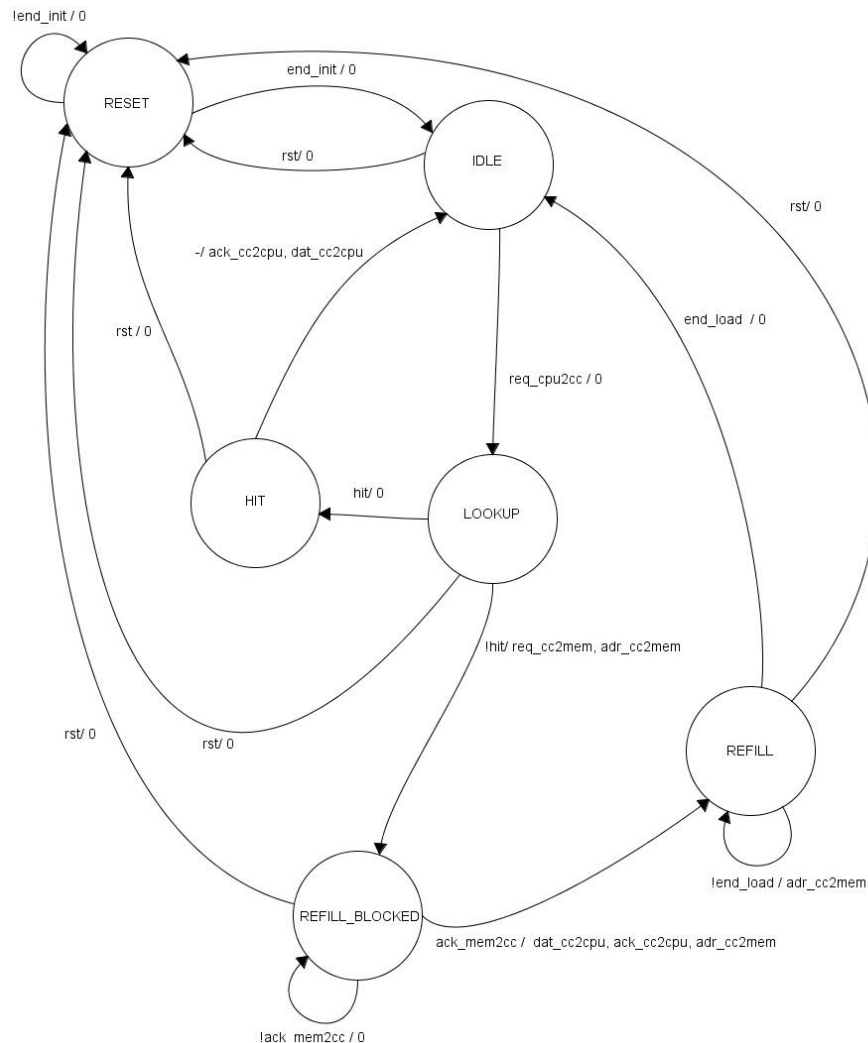 !end_init / 0
RESET
end_init / 0
rst/ 0
IDLE
rst/ 0
-/ ack_cc2cpu, dat_cc2cpu
end_load / 0
rst / 0
req_cpu2cc / 0
HIT
hit/ 0
LOOKUP
!hit/ req_cc2mem, adr_cc2mem
rst/ 0
rst/ 0
REFILL
!end_load / adr_cc2mem
REFILL_BLOCKED
ack_mem2cc / dat_cc2cpu, ack_cc2cpu, adr_cc2mem
!ack_mem2cc / 0